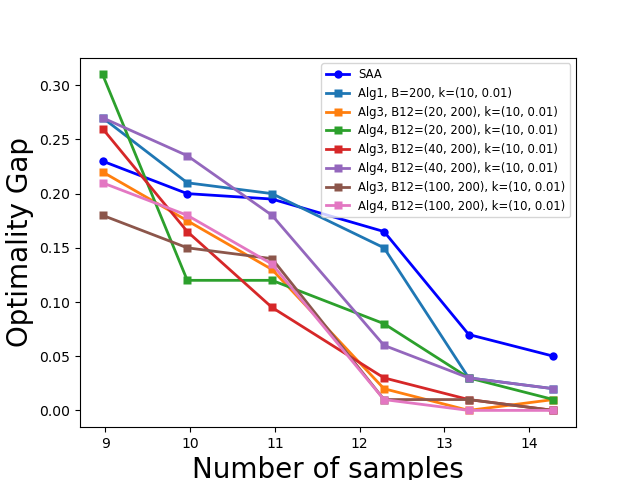 0.30
0.25
0.20
0.15
0.10
0.05
0.00
Optimality Gap
SAA
Alg1, B=200, k=(10, 0.01)
Alg3, B12=(20, 200), k=(10, 0.01)
Alg4, B12=(20, 200), k=(10, 0.01)
Alg3, B12=(40, 200), k=(10, 0.01)
Alg4, B12=(40, 200), k=(10, 0.01)
Alg3, B12=(100, 200), k=(10, 0.01)
Alg4, B12=(100, 200), k=(10, 0.01)
9 10 11 12 13 14
Number of samples